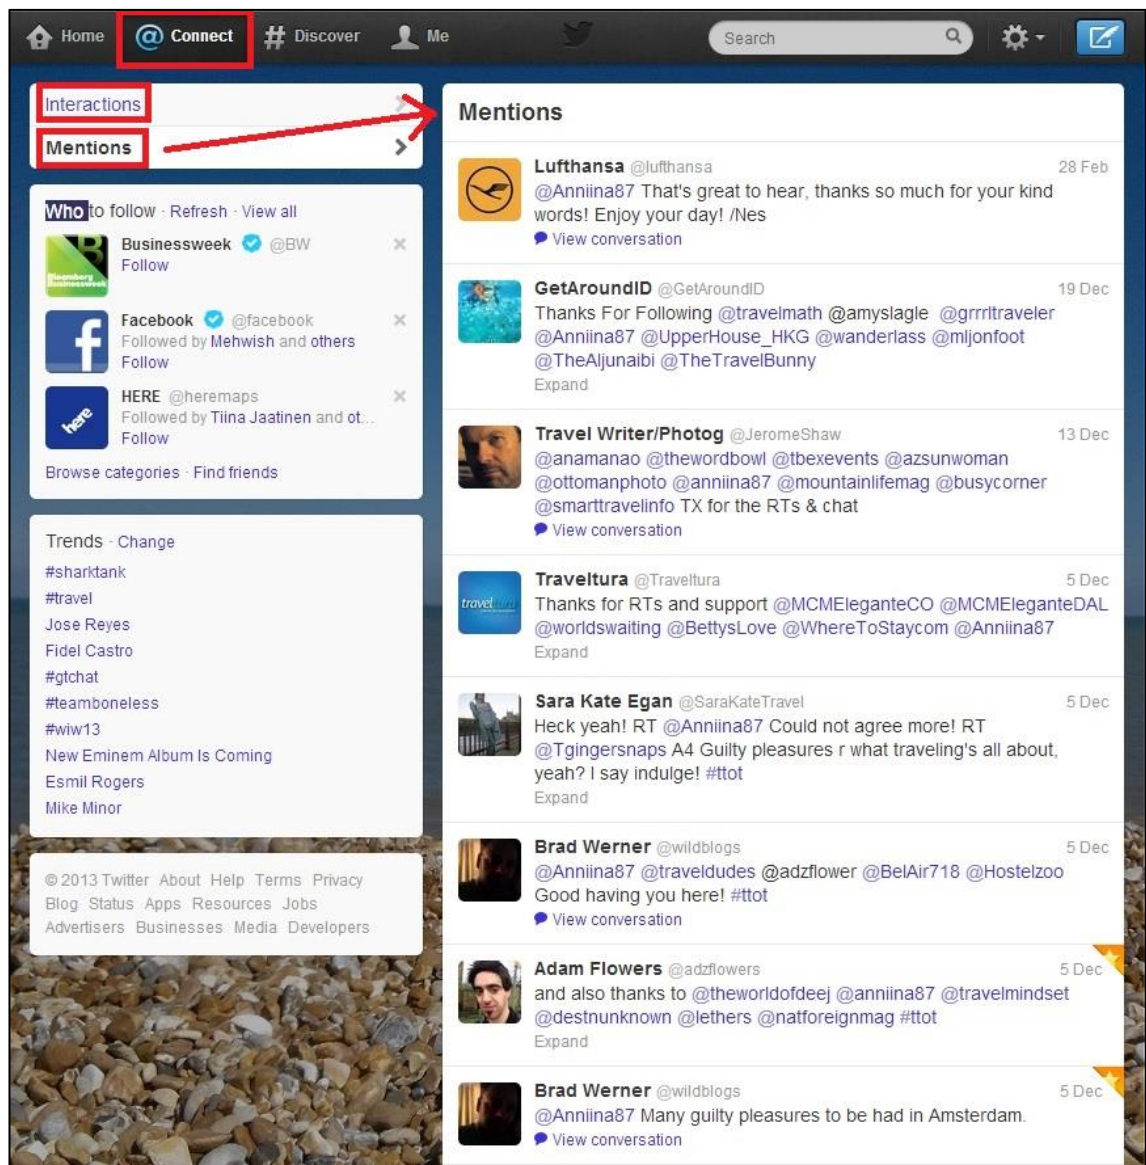 Home @ Connect # Discover Me Search
Interactions
Mentions
Who to follow · Refresh · View all
Businessweek @BW
Follow
Bloomberg
Businessweek
Facebook @facebook
Followed by Mehwish and others
Follow
HERE @heremaps
here
Followed by Tiina Jaatinen and ot...
Follow
Browse categories · Find friends
Trends · Change
#sharktank
#travel
Jose Reyes
Fidel Castro
#gtchat
#teamboneless
#wiw13
New Eminem Album Is Coming
Esmil Rogers
Mike Minor
© 2013 Twitter About Help Terms Privacy
Blog Status Apps Resources Jobs
Advertisers Businesses Media Developers
Mentions
Lufthansa @lufthansa 28 Feb
@Anniina87 That's great to hear, thanks so much for your kind
words! Enjoy your day! /Nes
View conversation
GetAroundID @GetAroundID 19 Dec
Thanks For Following @travelmath @amyslagle @grrrltraveler
@Anniina87 @UpperHouse_HKG @wanderlass @mljonfoot
@TheAljunaibi @TheTravelBunny
Expand
Travel Writer/Photog @JeromeShaw 13 Dec
@anamanao @thewordbowl @tbexevents @azsunwoman
@ottomanphoto @anniina87 @mountainlifemag @busycorner
@smarttravelinfo TX for the RTs & chat
View conversation
Traveltura @Traveltura 5 Dec
traveltura
Thanks for RTs and support @MCMEleganteCO @MCMEleganteDAL
@worldswaiting @BettysLove @WhereToStaycom @Anniina87
Expand
Sara Kate Egan @SaraKateTravel 5 Dec
Heck yeah! RT @Anniina87 Could not agree more! RT
@Tgingersnaps A4 Guilty pleasures r what traveling's all about,
yeah? I say indulge! #ttot
Expand
Brad Werner @wildblogs 5 Dec
@Anniina87 @traveldudes @adzflower @BelAir718 @Hostelzoo
Good having you here! #ttot
View conversation
Adam Flowers @adzflowers 5 Dec
and also thanks to @theworldofdeej @anniina87 @travelmindset
@destnunknown @lethers @natforeignmag #ttot
Expand
Brad Werner @wildblogs 5 Dec
@Anniina87 Many guilty pleasures to be had in Amsterdam.
View conversation